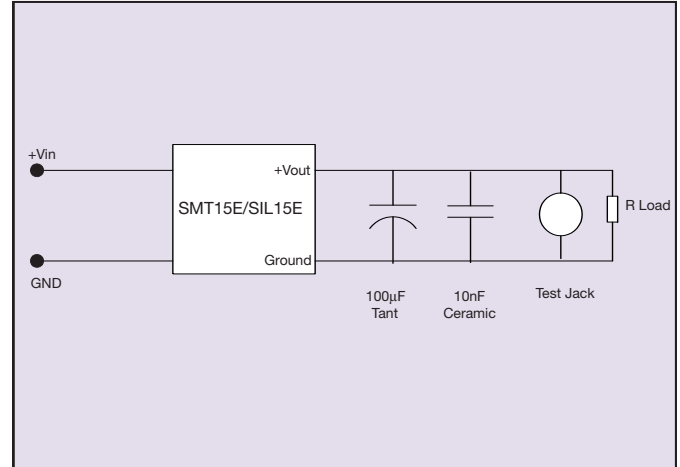 +Vin
+Vout
SMT15E/SIL15E
R Load
Ground
GND
100µF
Tant
10nF
Ceramic
Test Jack